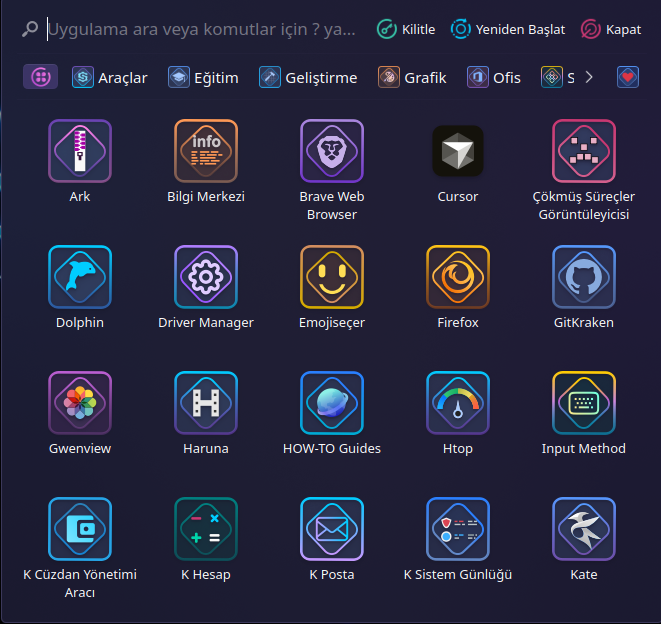 Uygulama ara veya komutlar için ? ya...
Kilitle
Yeniden Başlat
Kapat
Araçlar
Eğitim
Geliştirme
Grafik
Ofis
S
info
Ark
Bilgi Merkezi
Brave Web
Browser
Cursor
Çökmüş Süreçler
Görüntüleyicisi
Dolphin
Driver Manager
Emojiseçer
Firefox
GitKraken
H
Gwenview
Haruna
HOW-TO Guides
Htop
Input Method
K Cüzdan Yönetimi
Aracı
K Hesap
K Posta
K Sistem Günlüğü
Kate